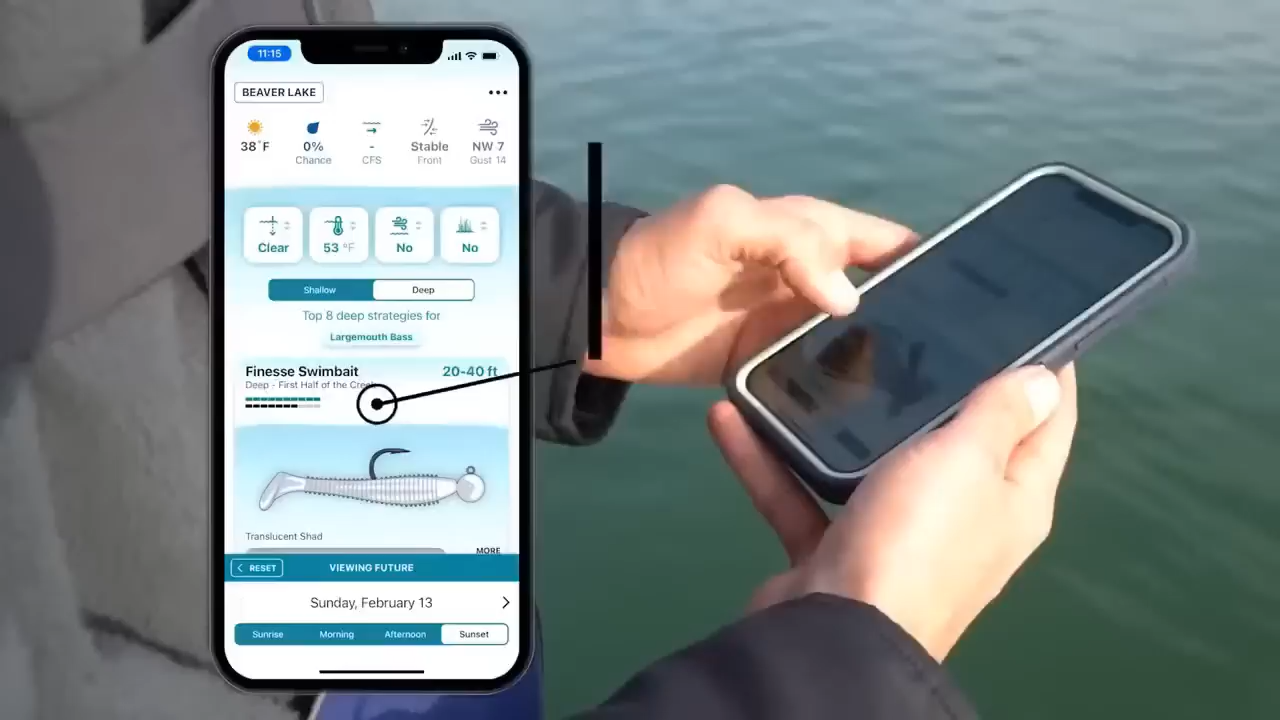 11:15
BEAVER LAKE
38°F
0%
-
Stable
NW 7
Chance
CFS
Front
Gust 14
Clear
53 °F
No
No
Shallow
Deep
Top 8 deep strategies for
Largemouth Bass
Finesse Swimbait
20-40 ft
Deep - First Half of the Creek
Translucent Shad
MORE
RESET
VIEWING FUTURE
Sunday, February 13
Sunrise
Morning
Afternoon
Sunset